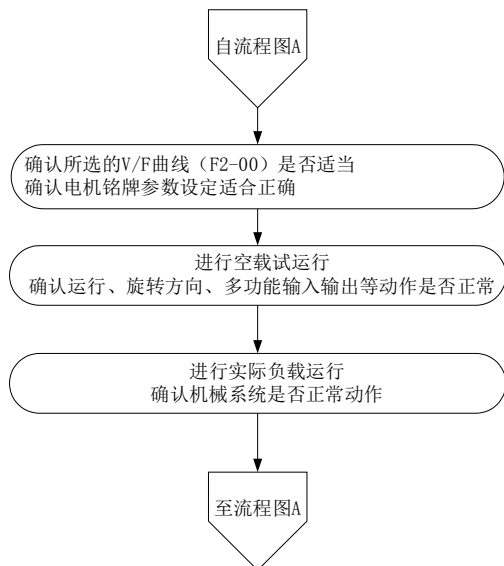 自流程图A
确认所选的V/F曲线（F2-00）是否适当
确认电机铭牌参数设定适合正确
进行空载试运行
确认运行、旋转方向、多功能输入输出等动作是否正常
进行实际负载运行
确认机械系统是否正常动作
至流程图A